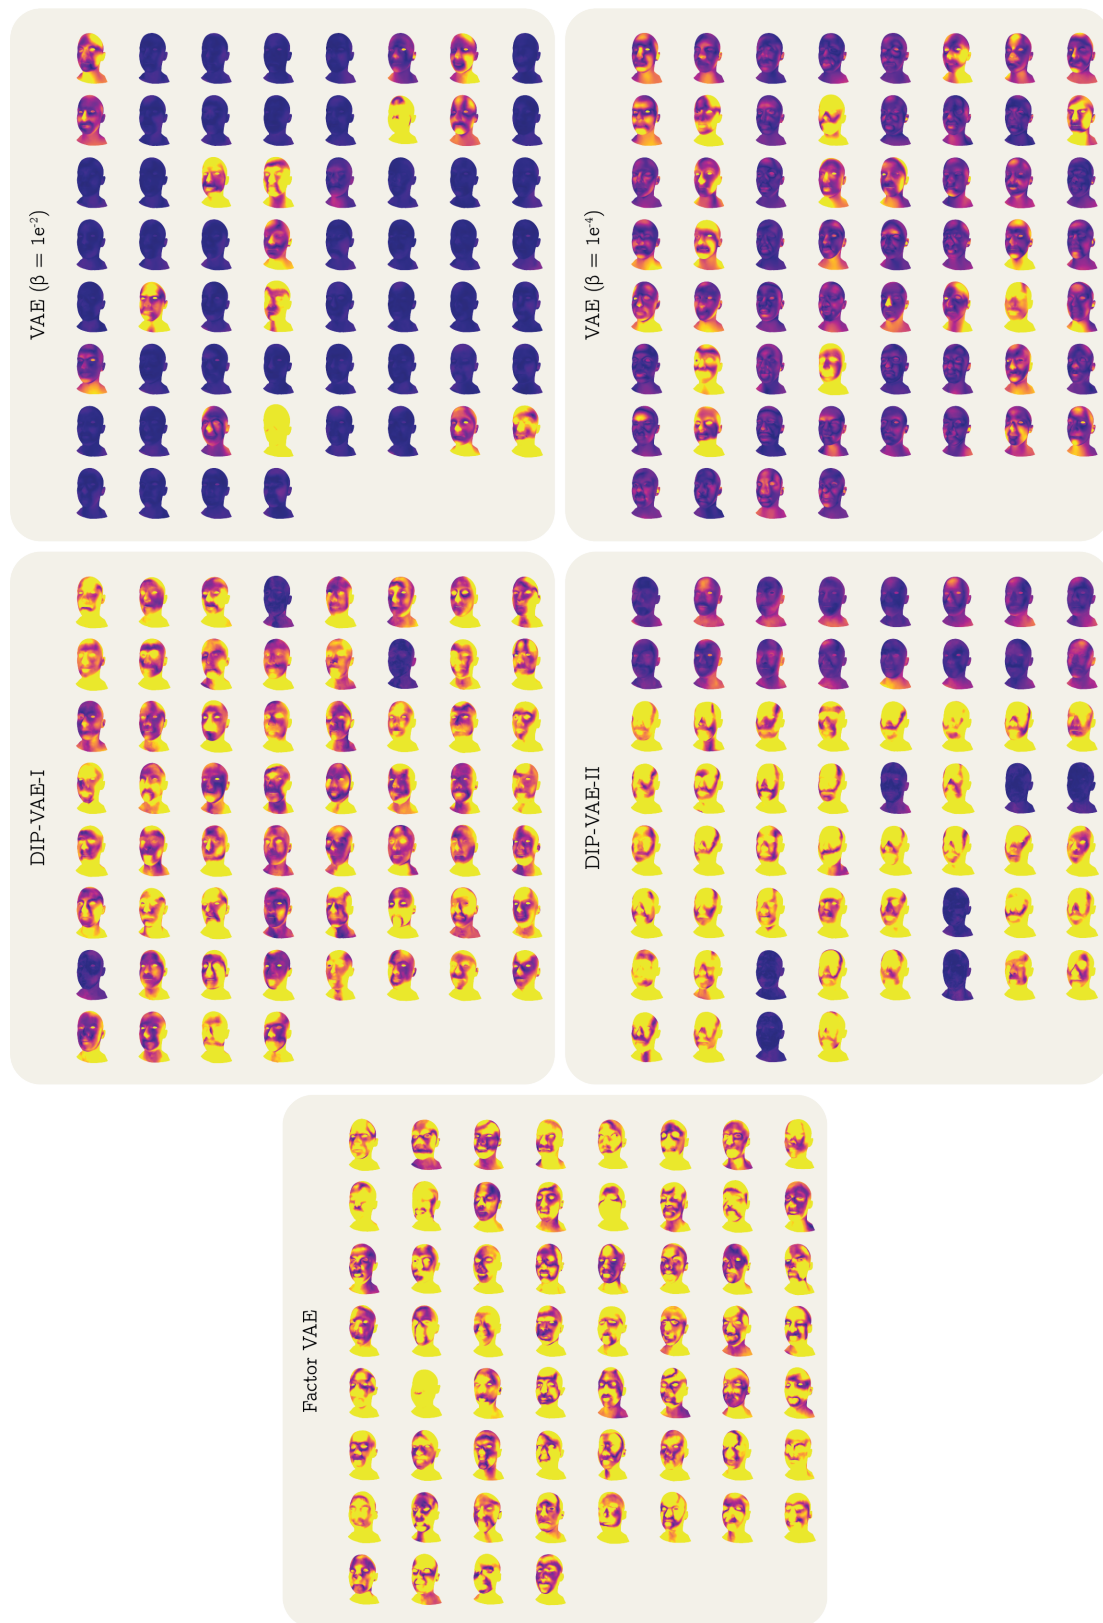 VAE (β = 1e⁻²)
VAE (β = 1e⁻⁴)
DIP-VAE-I
DIP-VAE-II
Factor VAE